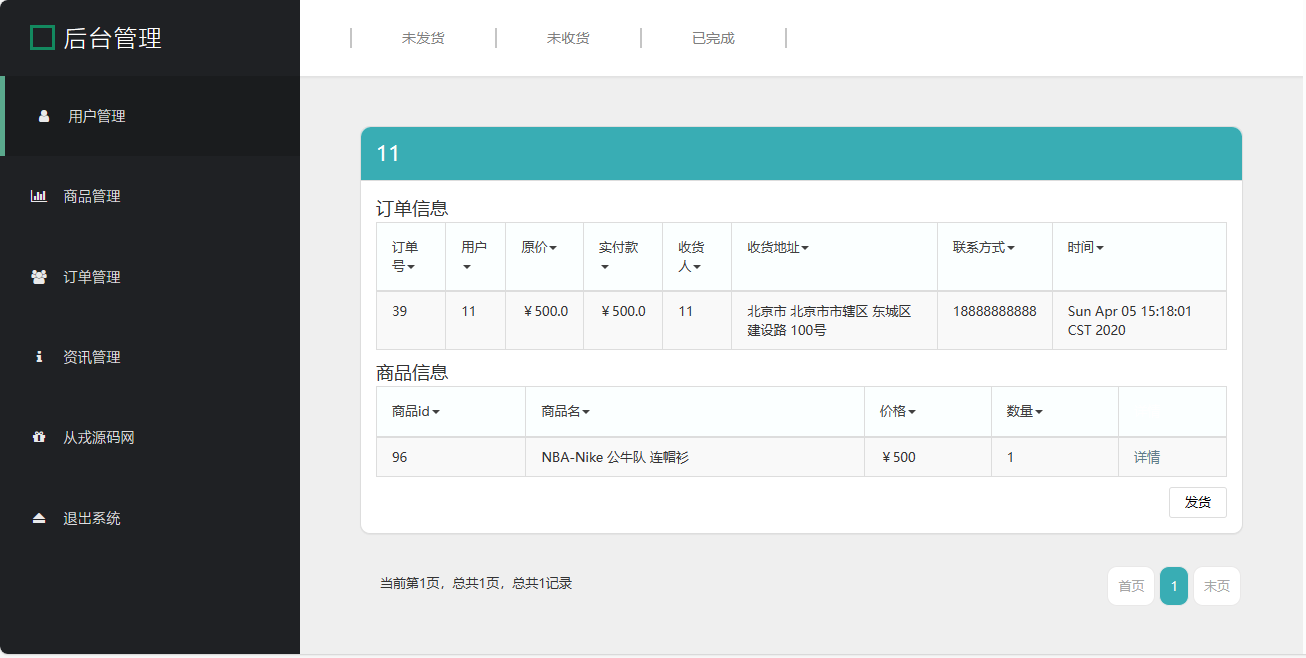 后台管理
未发货 未收货 已完成
用户管理
商品管理
订单管理
资讯管理
从戎源码网
退出系统
11
订单信息
订单号 用户 原价 实付款 收货人 收货地址 联系方式 时间
39 11 ￥500.0 ￥500.0 11 北京市 北京市市辖区 东城区 建设路 100号 18888888888 Sun Apr 05 15:18:01 CST 2020
商品信息
商品id 商品名 价格 数量
96 NBA-Nike 公牛队 连帽衫 ￥500 1 详情
发货
当前第1页，总共1页，总共1记录
首页 1 末页